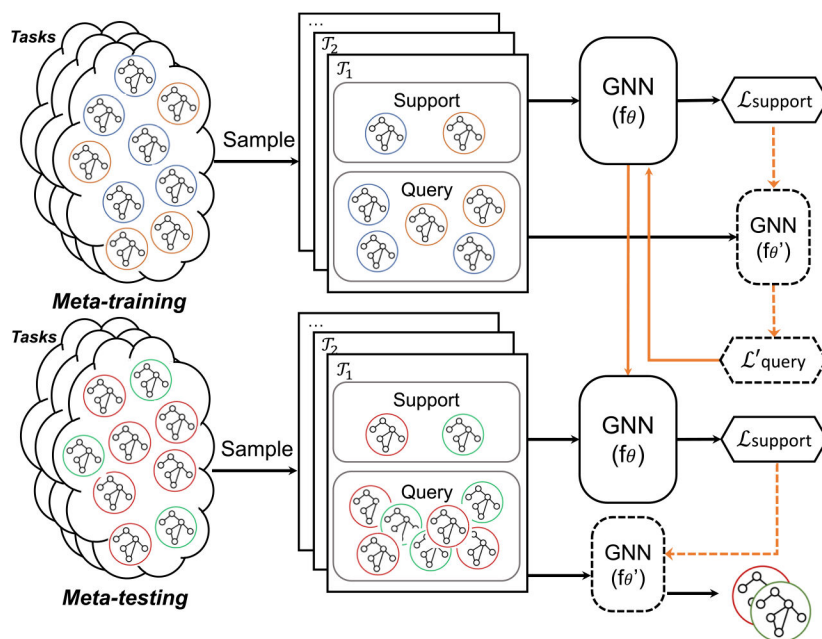 Tasks
Sample
...
𝒯₂
𝒯₁
Support
Query
GNN
(fθ)
ℒsupport
GNN
(fθ')
ℒ'query
Meta-training
Tasks
Sample
...
𝒯₂
𝒯₁
Support
Query
GNN
(fθ)
ℒsupport
GNN
(fθ')
Meta-testing